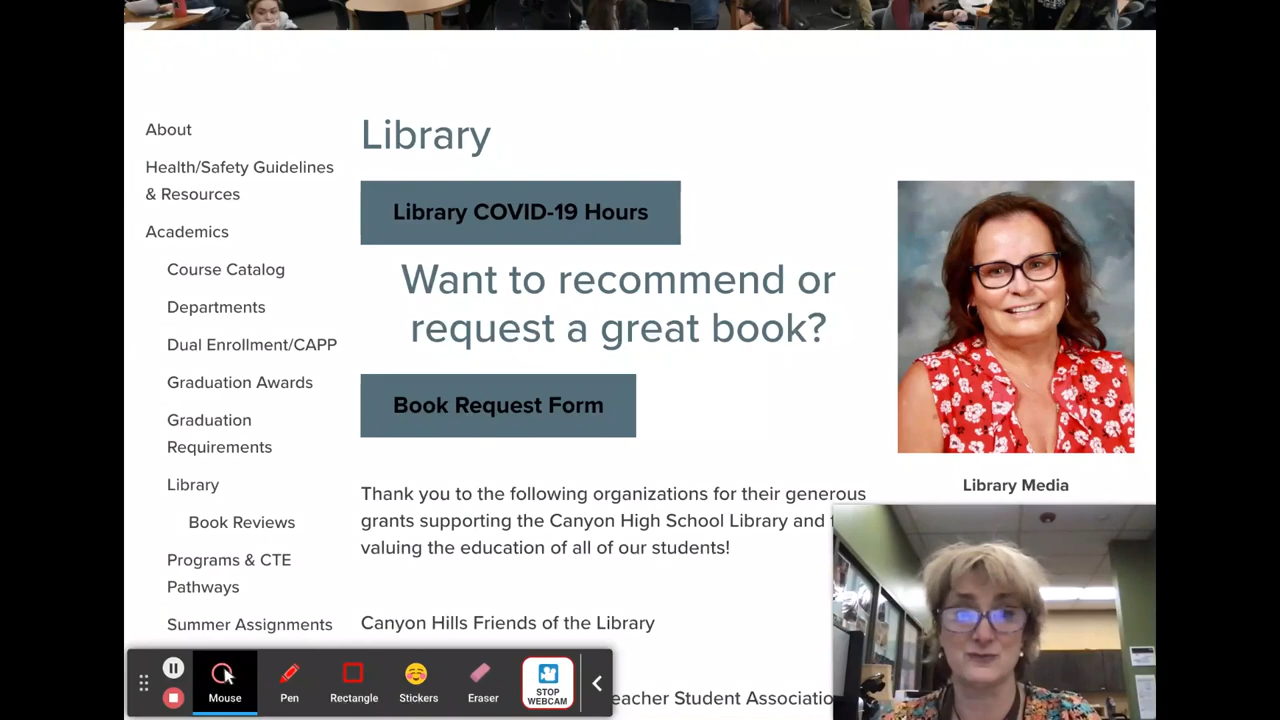 About
Health/Safety Guidelines
& Resources
Academics
Course Catalog
Departments
Dual Enrollment/CAPP
Graduation Awards
Graduation
Requirements
Library
Book Reviews
Programs & CTE
Pathways
Summer Assignments
Library
Library COVID-19 Hours
Want to recommend or
request a great book?
Book Request Form
Thank you to the following organizations for their generous
grants supporting the Canyon High School Library and
valuing the education of all of our students!
Canyon Hills Friends of the Library
Student
Library Media
Mouse
Pen
Rectangle
Stickers
Eraser
STOP
WEBCAM